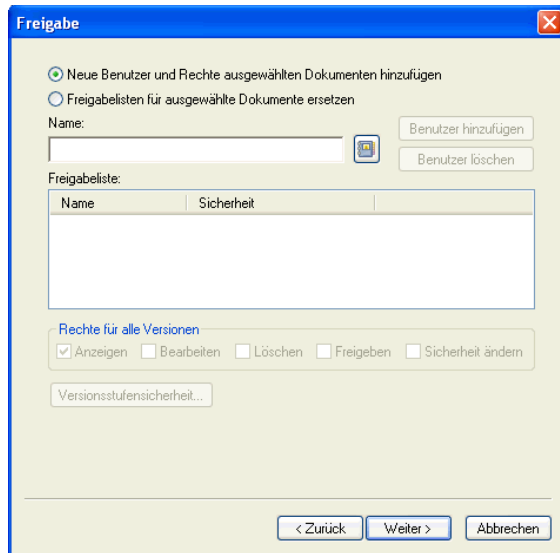 Freigabe
Neue Benutzer und Rechte ausgewählten Dokumenten hinzufügen
Freigabelisten für ausgewählte Dokumente ersetzen
Name:
Benutzer hinzufügen
Benutzer löschen
Freigabeliste:
Name Sicherheit
Rechte für alle Versionen
Anzeigen Bearbeiten Löschen Freigeben Sicherheit ändern
Versionsstufensicherheit...
< Zurück Weiter > Abbrechen